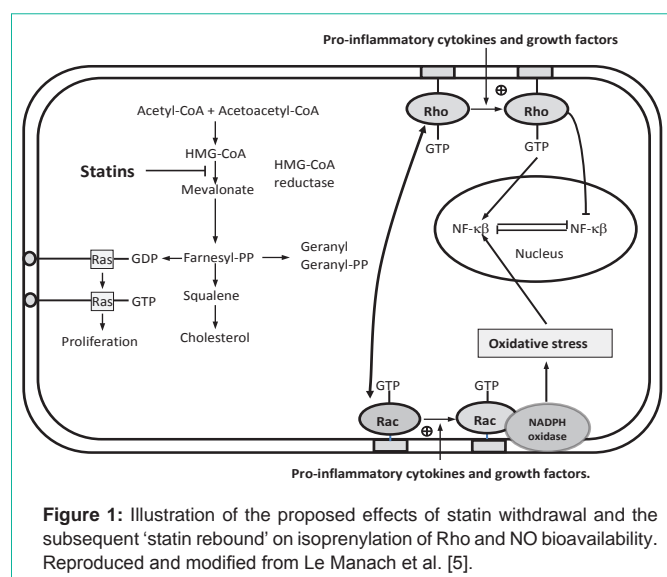 Pro-inflammatory cytokines and growth factors
⊕
Rho
Rho
GTP
GTP
Acetyl-CoA + Acetoacetyl-CoA
HMG-CoA
Statins
HMG-CoA
reductase
Mevalonate
NF-κβ
NF-κβ
Nucleus
Ras
GDP
Farnesyl-PP
Geranyl
Geranyl-PP
Ras
GTP
Squalene
Proliferation
Cholesterol
Oxidative stress
GTP
GTP
Rac
Rac
NADPH
oxidase
⊕
Pro-inflammatory cytokines and growth factors.
Figure 1: Illustration of the proposed effects of statin withdrawal and the
subsequent ‘statin rebound’ on isoprenylation of Rho and NO bioavailability.
Reproduced and modified from Le Manach et al. [5].